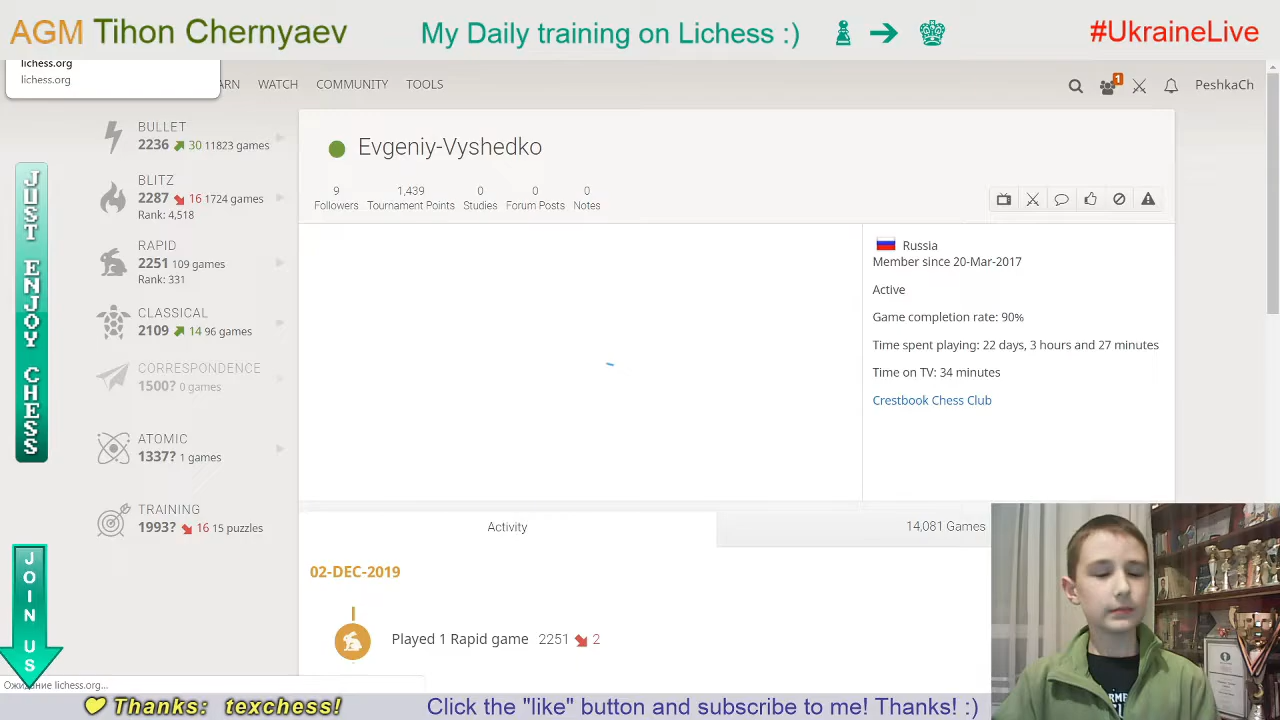 AGM Tihon Chernyaev
My Daily training on Lichess :)
#UkraineLive
lichess.org
lichess.org
ARN
WATCH
COMMUNITY
TOOLS
1
PeshkaCh
BULLET
2236 30 11823 games
BLITZ
2287 16 1724 games
Rank: 4,518
RAPID
2251 109 games
Rank: 331
CLASSICAL
2109 14 96 games
CORRESPONDENCE
1500? 0 games
ATOMIC
1337? 1 games
TRAINING
1993? 16 15 puzzles
JUST ENJOY CHESS
JOIN US
Evgeniy-Vyshedko
9 Followers
1,439 Tournament Points
0 Studies
0 Forum Posts
0 Notes
Russia
Member since 20-Mar-2017
Active
Game completion rate: 90%
Time spent playing: 22 days, 3 hours and 27 minutes
Time on TV: 34 minutes
Crestbook Chess Club
Activity
14,081 Games
02-DEC-2019
Played 1 Rapid game 2251 2
Ожидание lichess.org...
Thanks: texchess!
Click the "like" button and subscribe to me! Thanks! :)